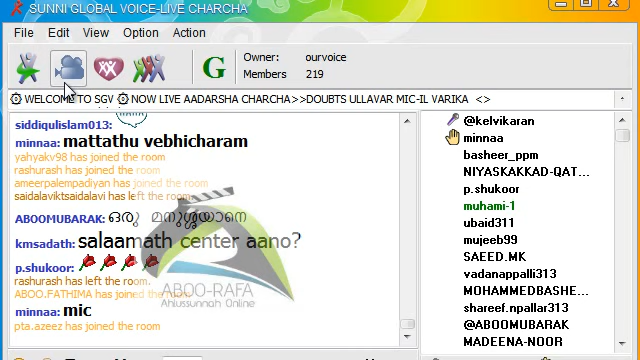 SUNNI GLOBAL VOICE-LIVE CHARCHA
File Edit View Option Action
G
Owner: ourvoice
Members 219
WELCOME TO SGV NOW LIVE AADARSHA CHARCHA>>DOUBTS ULLAVAR MIC-IL VARIKA <>
siddiqulislam013:
minnaa: mattathu vebhicharam
yahyakv98 has joined the room
rashurash has joined the room
ameerpalempadiyan has joined the room
saidalaviktsaidalavi has left the room.
ABOOMUBARAK: ഒരു മനുശ്ശ്യാനെ
kmsadath: salaamath center aano?
p.shukoor:
rashurash has left the room.
ABOO.FATHIMA has joined the room
minnaa: mic
pta.azeez has joined the room
ABOO-RAFA
Ahlussunnah Online
@kelvikaran
minnaa
basheer_ppm
NIYASKAKKAD-QAT...
p.shukoor
muhami-1
ubaid311
mujeeb99
SAEED.MK
vadanappalli313
MOHAMMEDBASHE...
shareef.npallar313
@ABOOMUBARAK
MADEENA-NOOR